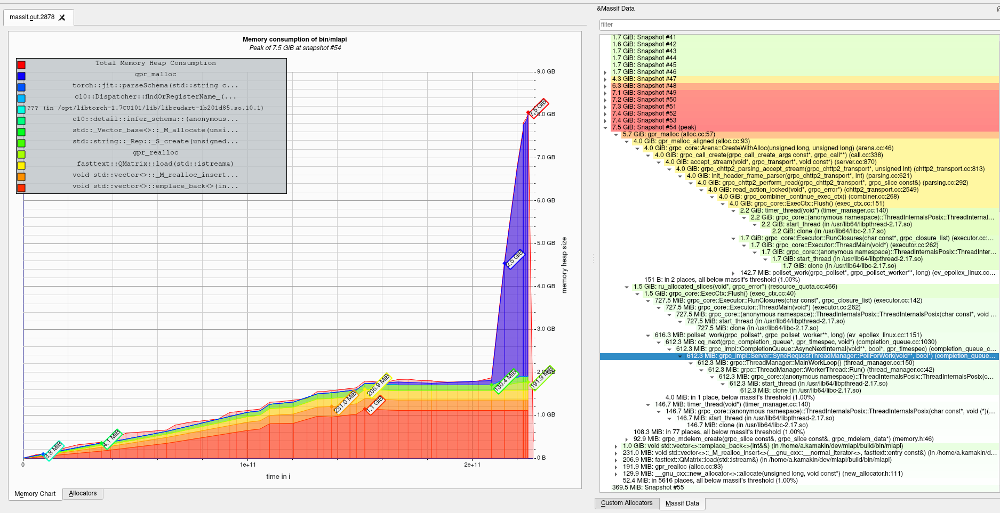 massif.out.2878
Memory consumption of bin/mlapi
Peak of 7.5 GiB at snapshot #54
Total Memory Heap Consumption
gpr_malloc
torch::jit::parseSchema(std::string c...
c10::Dispatcher::findOrRegisterName_(...
??? (in /opt/libtorch-1.7CU101/lib/libcudart-1b201d85.so.10.1)
c10::detail::infer_schema::(anonymous...
std::_Vector_base<>::_M_allocate(unsi...
std::string::_Rep::_S_create(unsigned...
gpr_realloc
fasttext::QMatrix::load(std::istream&)
void std::vector<>::_M_realloc_insert...
void std::vector<>::emplace_back<>(in...
9.0 GB
8.0 GB
7.0 GB
6.0 GB
5.0 GB
4.0 GB
3.0 GB
2.0 GB
1.0 GB
0 B
7.5 GiB
2.5 GiB
130.4 MiB
191.9 MiB
206.9 MiB
231.0 MiB
1.1 GiB
4.1 MiB
3.8 MiB
memory heap size
0
1e+11
2e+11
time in i
Memory Chart
Allocators
&Massif Data
filter
1.7 GiB: Snapshot #41
1.6 GiB: Snapshot #42
1.7 GiB: Snapshot #43
1.7 GiB: Snapshot #44
1.7 GiB: Snapshot #45
1.7 GiB: Snapshot #46
4.3 GiB: Snapshot #47
6.3 GiB: Snapshot #48
7.1 GiB: Snapshot #49
7.2 GiB: Snapshot #50
7.3 GiB: Snapshot #51
7.4 GiB: Snapshot #52
7.4 GiB: Snapshot #53
7.5 GiB: Snapshot #54 (peak)
5.7 GiB: gpr_malloc (alloc.cc:57)
4.0 GiB: gpr_malloc_aligned (alloc.cc:93)
4.0 GiB: grpc_core::Arena::CreateWithAlloc(unsigned long, unsigned long) (arena.cc:46)
4.0 GiB: grpc_call_create(grpc_call_create_args const*, grpc_call**) (call.cc:338)
4.0 GiB: accept_stream(void*, grpc_transport*, void const*) (server.cc:870)
4.0 GiB: grpc_chttp2_parsing_accept_stream(grpc_chttp2_transport*, unsigned int) (chttp2_transport.cc:813)
4.0 GiB: init_header_frame_parser(grpc_chttp2_transport*, int) (parsing.cc:621)
4.0 GiB: grpc_chttp2_perform_read(grpc_chttp2_transport*, grpc_slice const&) (parsing.cc:292)
4.0 GiB: read_action_locked(void*, grpc_error*) (chttp2_transport.cc:2549)
4.0 GiB: grpc_combiner_continue_exec_ctx() (combiner.cc:268)
4.0 GiB: grpc_core::ExecCtx::Flush() (exec_ctx.cc:151)
2.2 GiB: timer_thread(void*) (timer_manager.cc:140)
2.2 GiB: grpc_core::(anonymous namespace)::ThreadInternalsPosix::ThreadInternal...
2.2 GiB: start_thread (in /usr/lib64/libpthread-2.17.so)
2.2 GiB: clone (in /usr/lib64/libc-2.17.so)
1.7 GiB: grpc_core::Executor::RunClosures(char const*, grpc_closure_list) (executor.cc:...
1.7 GiB: grpc_core::Executor::ThreadMain(void*) (executor.cc:262)
1.7 GiB: grpc_core::(anonymous namespace)::ThreadInternalsPosix::ThreadInter...
1.7 GiB: start_thread (in /usr/lib64/libpthread-2.17.so)
1.7 GiB: clone (in /usr/lib64/libc-2.17.so)
142.7 MiB: pollset_work(grpc_pollset*, grpc_pollset_worker**, long) (ev_epollex_linux.cc...
151 B: in 2 places, all below massif's threshold (1.00%)
1.5 GiB: ru_allocated_slices(void*, grpc_error*) (resource_quota.cc:466)
1.5 GiB: grpc_core::ExecCtx::Flush() (exec_ctx.cc:40)
727.5 MiB: grpc_core::Executor::RunClosures(char const*, grpc_closure_list) (executor.cc:142)
727.5 MiB: grpc_core::Executor::ThreadMain(void*) (executor.cc:262)
727.5 MiB: grpc_core::(anonymous namespace)::ThreadInternalsPosix::ThreadInternalsPosix(char const*, void ...
727.5 MiB: start_thread (in /usr/lib64/libpthread-2.17.so)
727.5 MiB: clone (in /usr/lib64/libc-2.17.so)
616.3 MiB: pollset_work(grpc_pollset*, grpc_pollset_worker**, long) (ev_epollex_linux.cc:1151)
612.3 MiB: cq_next(grpc_completion_queue*, gpr_timespec, void*) (completion_queue.cc:1030)
612.3 MiB: grpc_impl::CompletionQueue::AsyncNextInternal(void**, bool*, gpr_timespec) (completion_queue_c...
612.3 MiB: grpc_impl::Server::SyncRequestThreadManager::PollForWork(void**, bool*) (completion_queue...
612.3 MiB: grpc::ThreadManager::MainWorkLoop() (thread_manager.cc:150)
612.3 MiB: grpc::ThreadManager::WorkerThread::Run() (thread_manager.cc:42)
612.3 MiB: grpc_core::(anonymous namespace)::ThreadInternalsPosix::ThreadInternalsPosix(c...
612.3 MiB: start_thread (in /usr/lib64/libpthread-2.17.so)
612.3 MiB: clone (in /usr/lib64/libc-2.17.so)
4.0 MiB: in 1 place, below massif's threshold (1.00%)
146.7 MiB: timer_thread(void*) (timer_manager.cc:140)
146.7 MiB: grpc_core::(anonymous namespace)::ThreadInternalsPosix::ThreadInternalsPosix(char const*, void (*)(...
146.7 MiB: start_thread (in /usr/lib64/libpthread-2.17.so)
146.7 MiB: clone (in /usr/lib64/libc-2.17.so)
108.3 MiB: in 77 places, all below massif's threshold (1.00%)
92.9 MiB: grpc_mdelem_create(grpc_slice const&, grpc_slice const&, grpc_mdelem_data*) (memory.h:46)
1.0 GiB: void std::vector<>::emplace_back<>(int&&) (in /home/a.kamakin/dev/mlapi/build/bin/mlapi)
231.0 MiB: void std::vector<>::_M_realloc_insert<>(__gnu_cxx::__normal_iterator<>, fasttext::entry const&) (in /home/a.kamakin/d...
206.9 MiB: fasttext::QMatrix::load(std::istream&) (in /home/a.kamakin/dev/mlapi/build/bin/mlapi)
191.9 MiB: gpr_realloc (alloc.cc:83)
129.9 MiB: __gnu_cxx::new_allocator<>::allocate(unsigned long, void const*) (new_allocator.h:111)
52.4 MiB: in 5616 places, all below massif's threshold (1.00%)
369.5 MiB: Snapshot #55
Custom Allocators
Massif Data